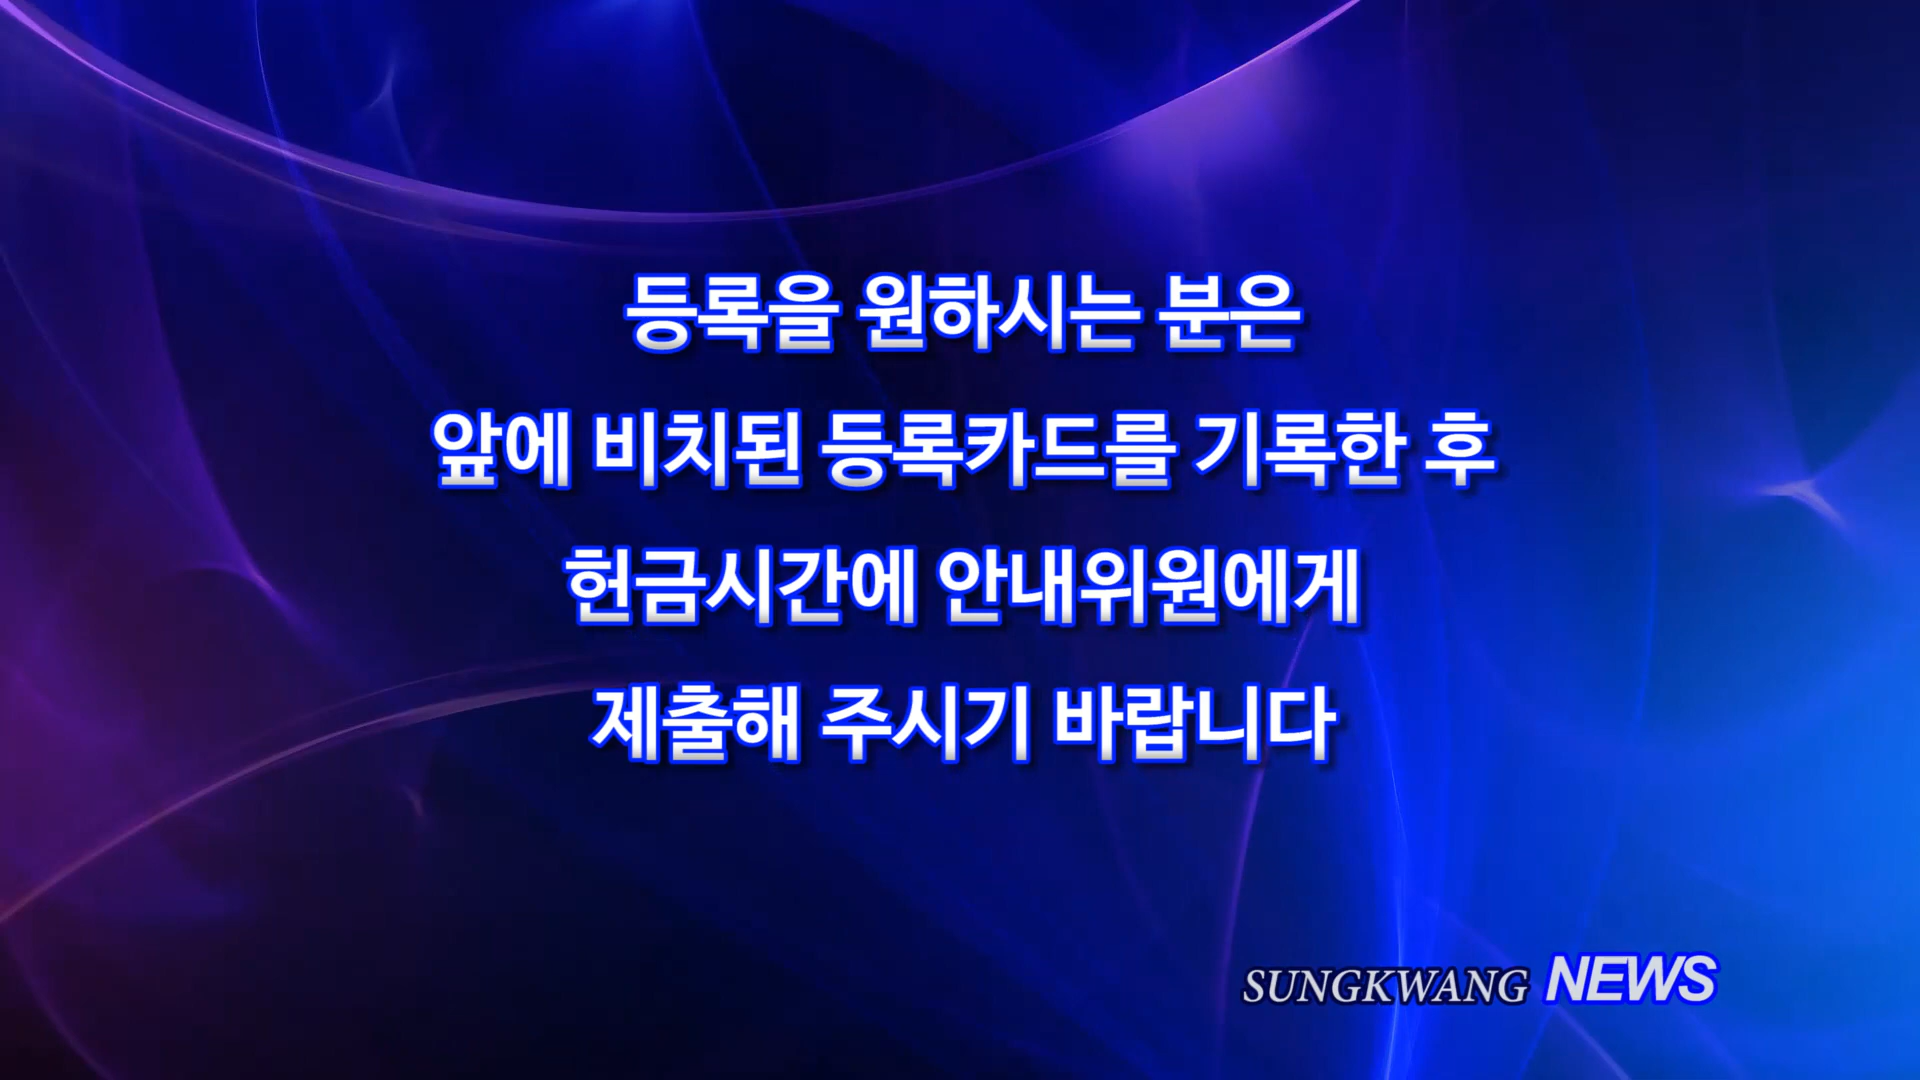 등록을 원하시는 분은
앞에 비치된 등록카드를 기록한 후
헌금시간에 안내위원에게
제출해 주시기 바랍니다
SUNGKWANG NEWS